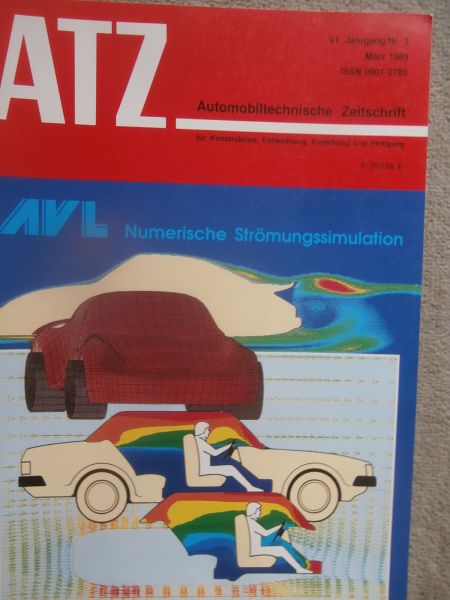 ATZ
91. Jahrgang/Nr. 3
März 1989
ISSN 0001-2785
Automobiltechnische Zeitschrift
für Konstruktion, Entwicklung, Forschung und Fertigung
E 20128 E
AVL Numerische Strömungssimulation